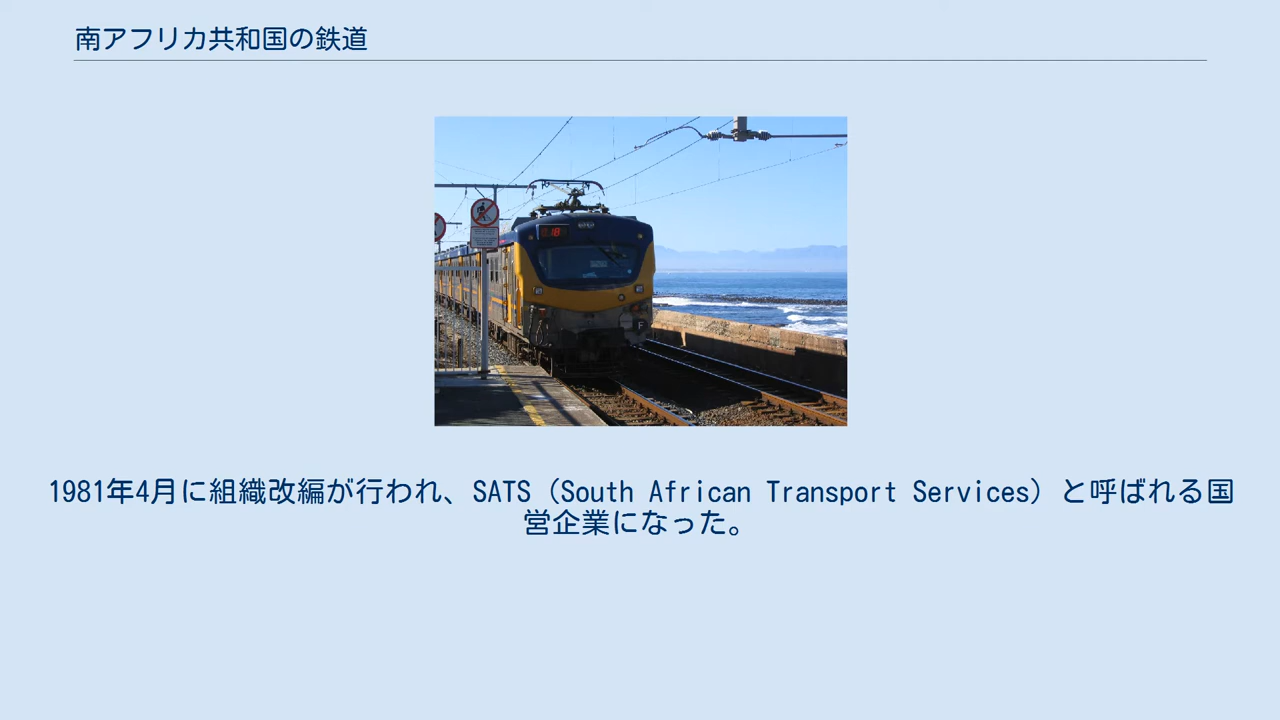 南アフリカ共和国の鉄道
018
F
1981年4月に組織改編が行われ、SATS（South African Transport Services）と呼ばれる国
営企業になった。